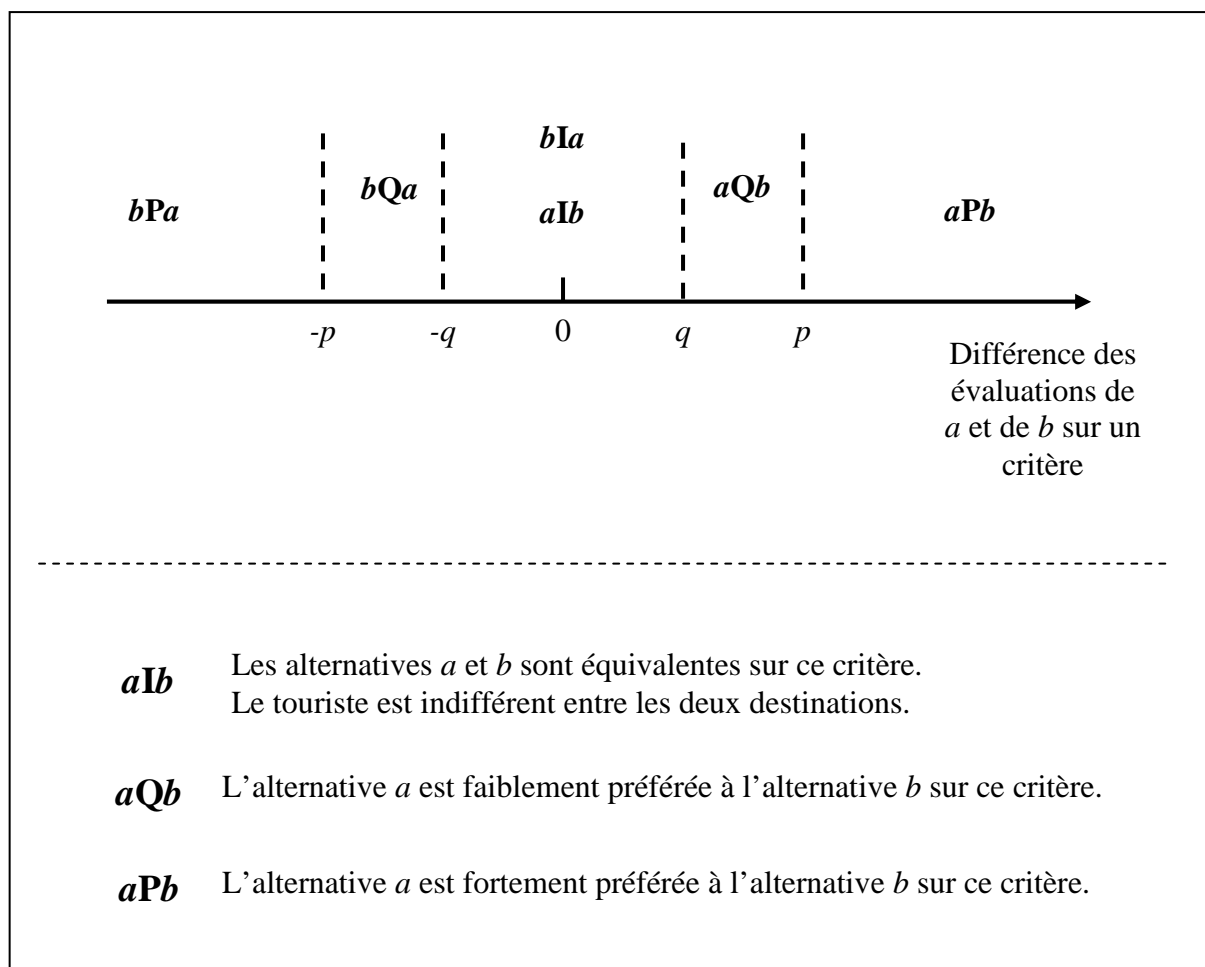 bIa
bQa
aQb
bPa
aIb
aPb
-p
-q
0
q
p
Différence des
évaluations de
a et de b sur un
critère
aIb
Les alternatives a et b sont équivalentes sur ce critère.
Le touriste est indifférent entre les deux destinations.
aQb L’alternative a est faiblement préférée à l’alternative b sur ce critère.
aPb L’alternative a est fortement préférée à l’alternative b sur ce critère.